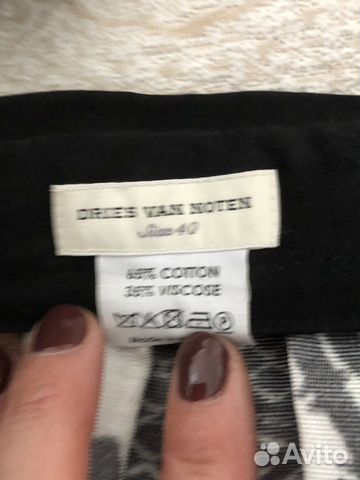 DRIES VAN NOTEN
Size 40
65% COTTON
35% VISCOSE
Avito